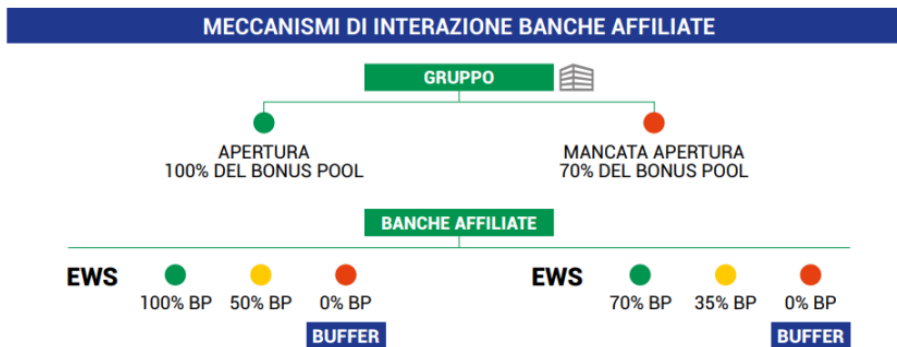 MECCANISMI DI INTERAZIONE BANCHE AFFILIATE
GRUPPO
APERTURA
100% DEL BONUS POOL
MANCATA APERTURA
70% DEL BONUS POOL
BANCHE AFFILIATE
EWS
100% BP
50% BP
0% BP
BUFFER
EWS
70% BP
35% BP
0% BP
BUFFER